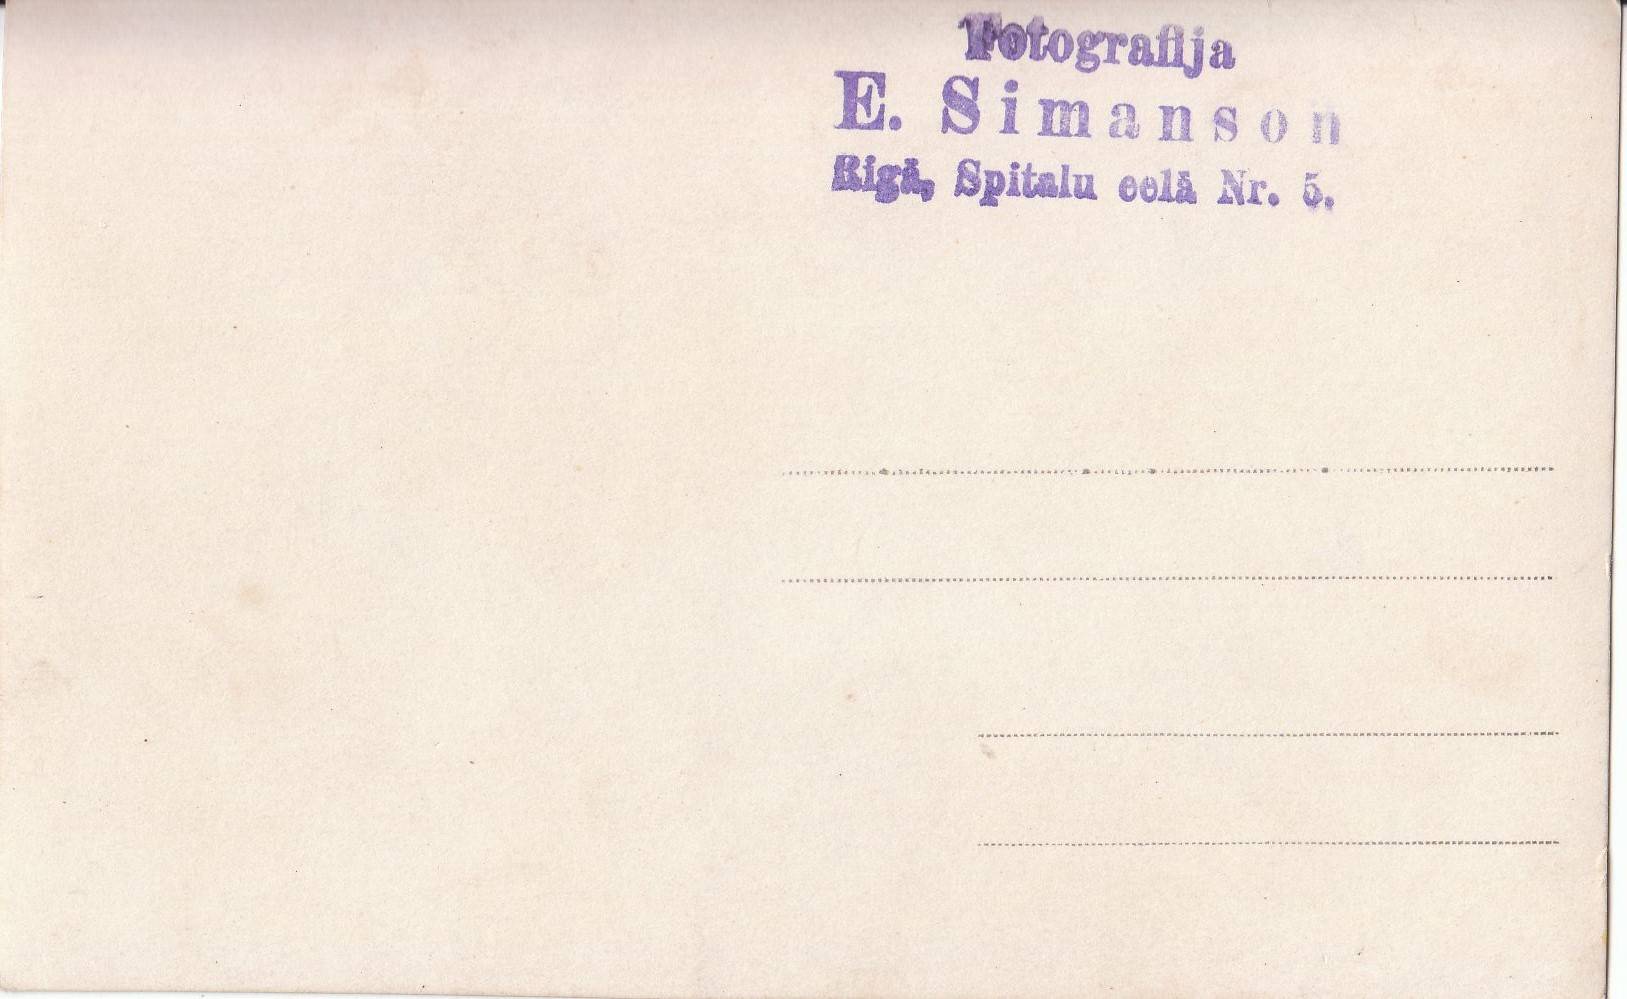 Fotografija
E. Simanson
Rigā, Spitalu eelā Nr. 5.